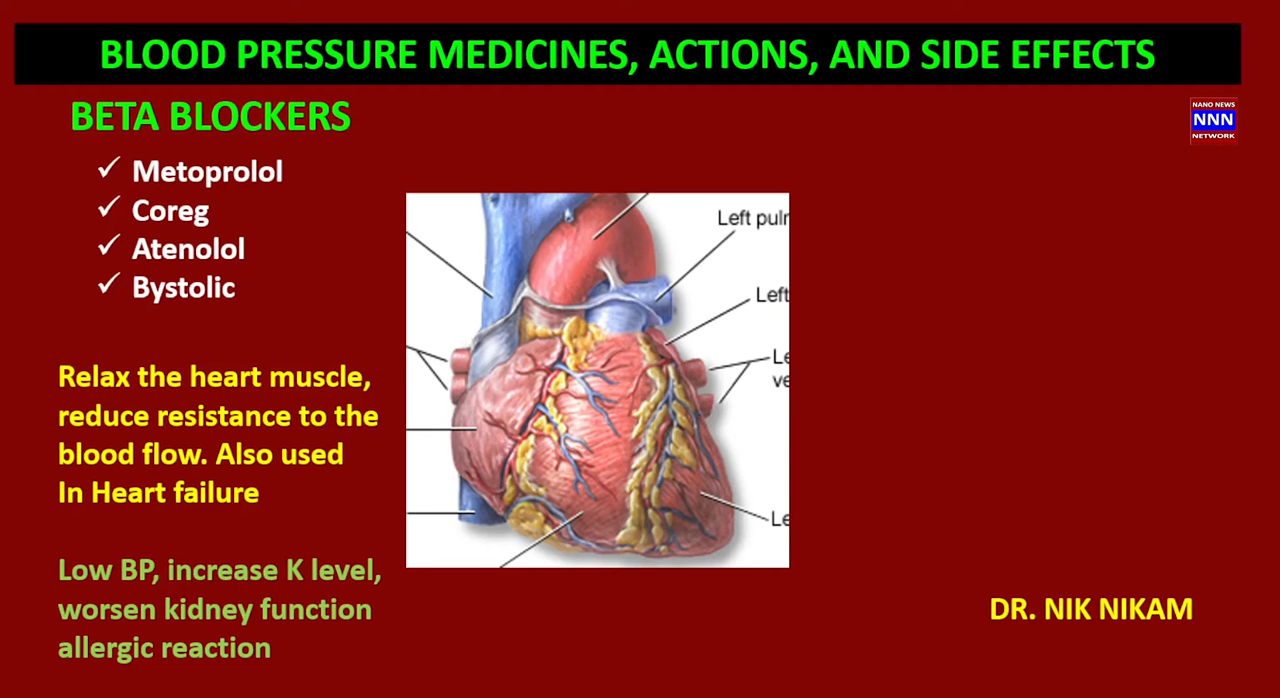 BLOOD PRESSURE MEDICINES, ACTIONS, AND SIDE EFFECTS
BETA BLOCKERS
NANO NEWS
NNN
NETWORK
✓ Metoprolol
✓ Coreg
✓ Atenolol
✓ Bystolic
Left pulr
Left
Le
ve
Le
Relax the heart muscle,
reduce resistance to the
blood flow. Also used
In Heart failure
Low BP, increase K level,
worsen kidney function
allergic reaction
DR. NIK NIKAM